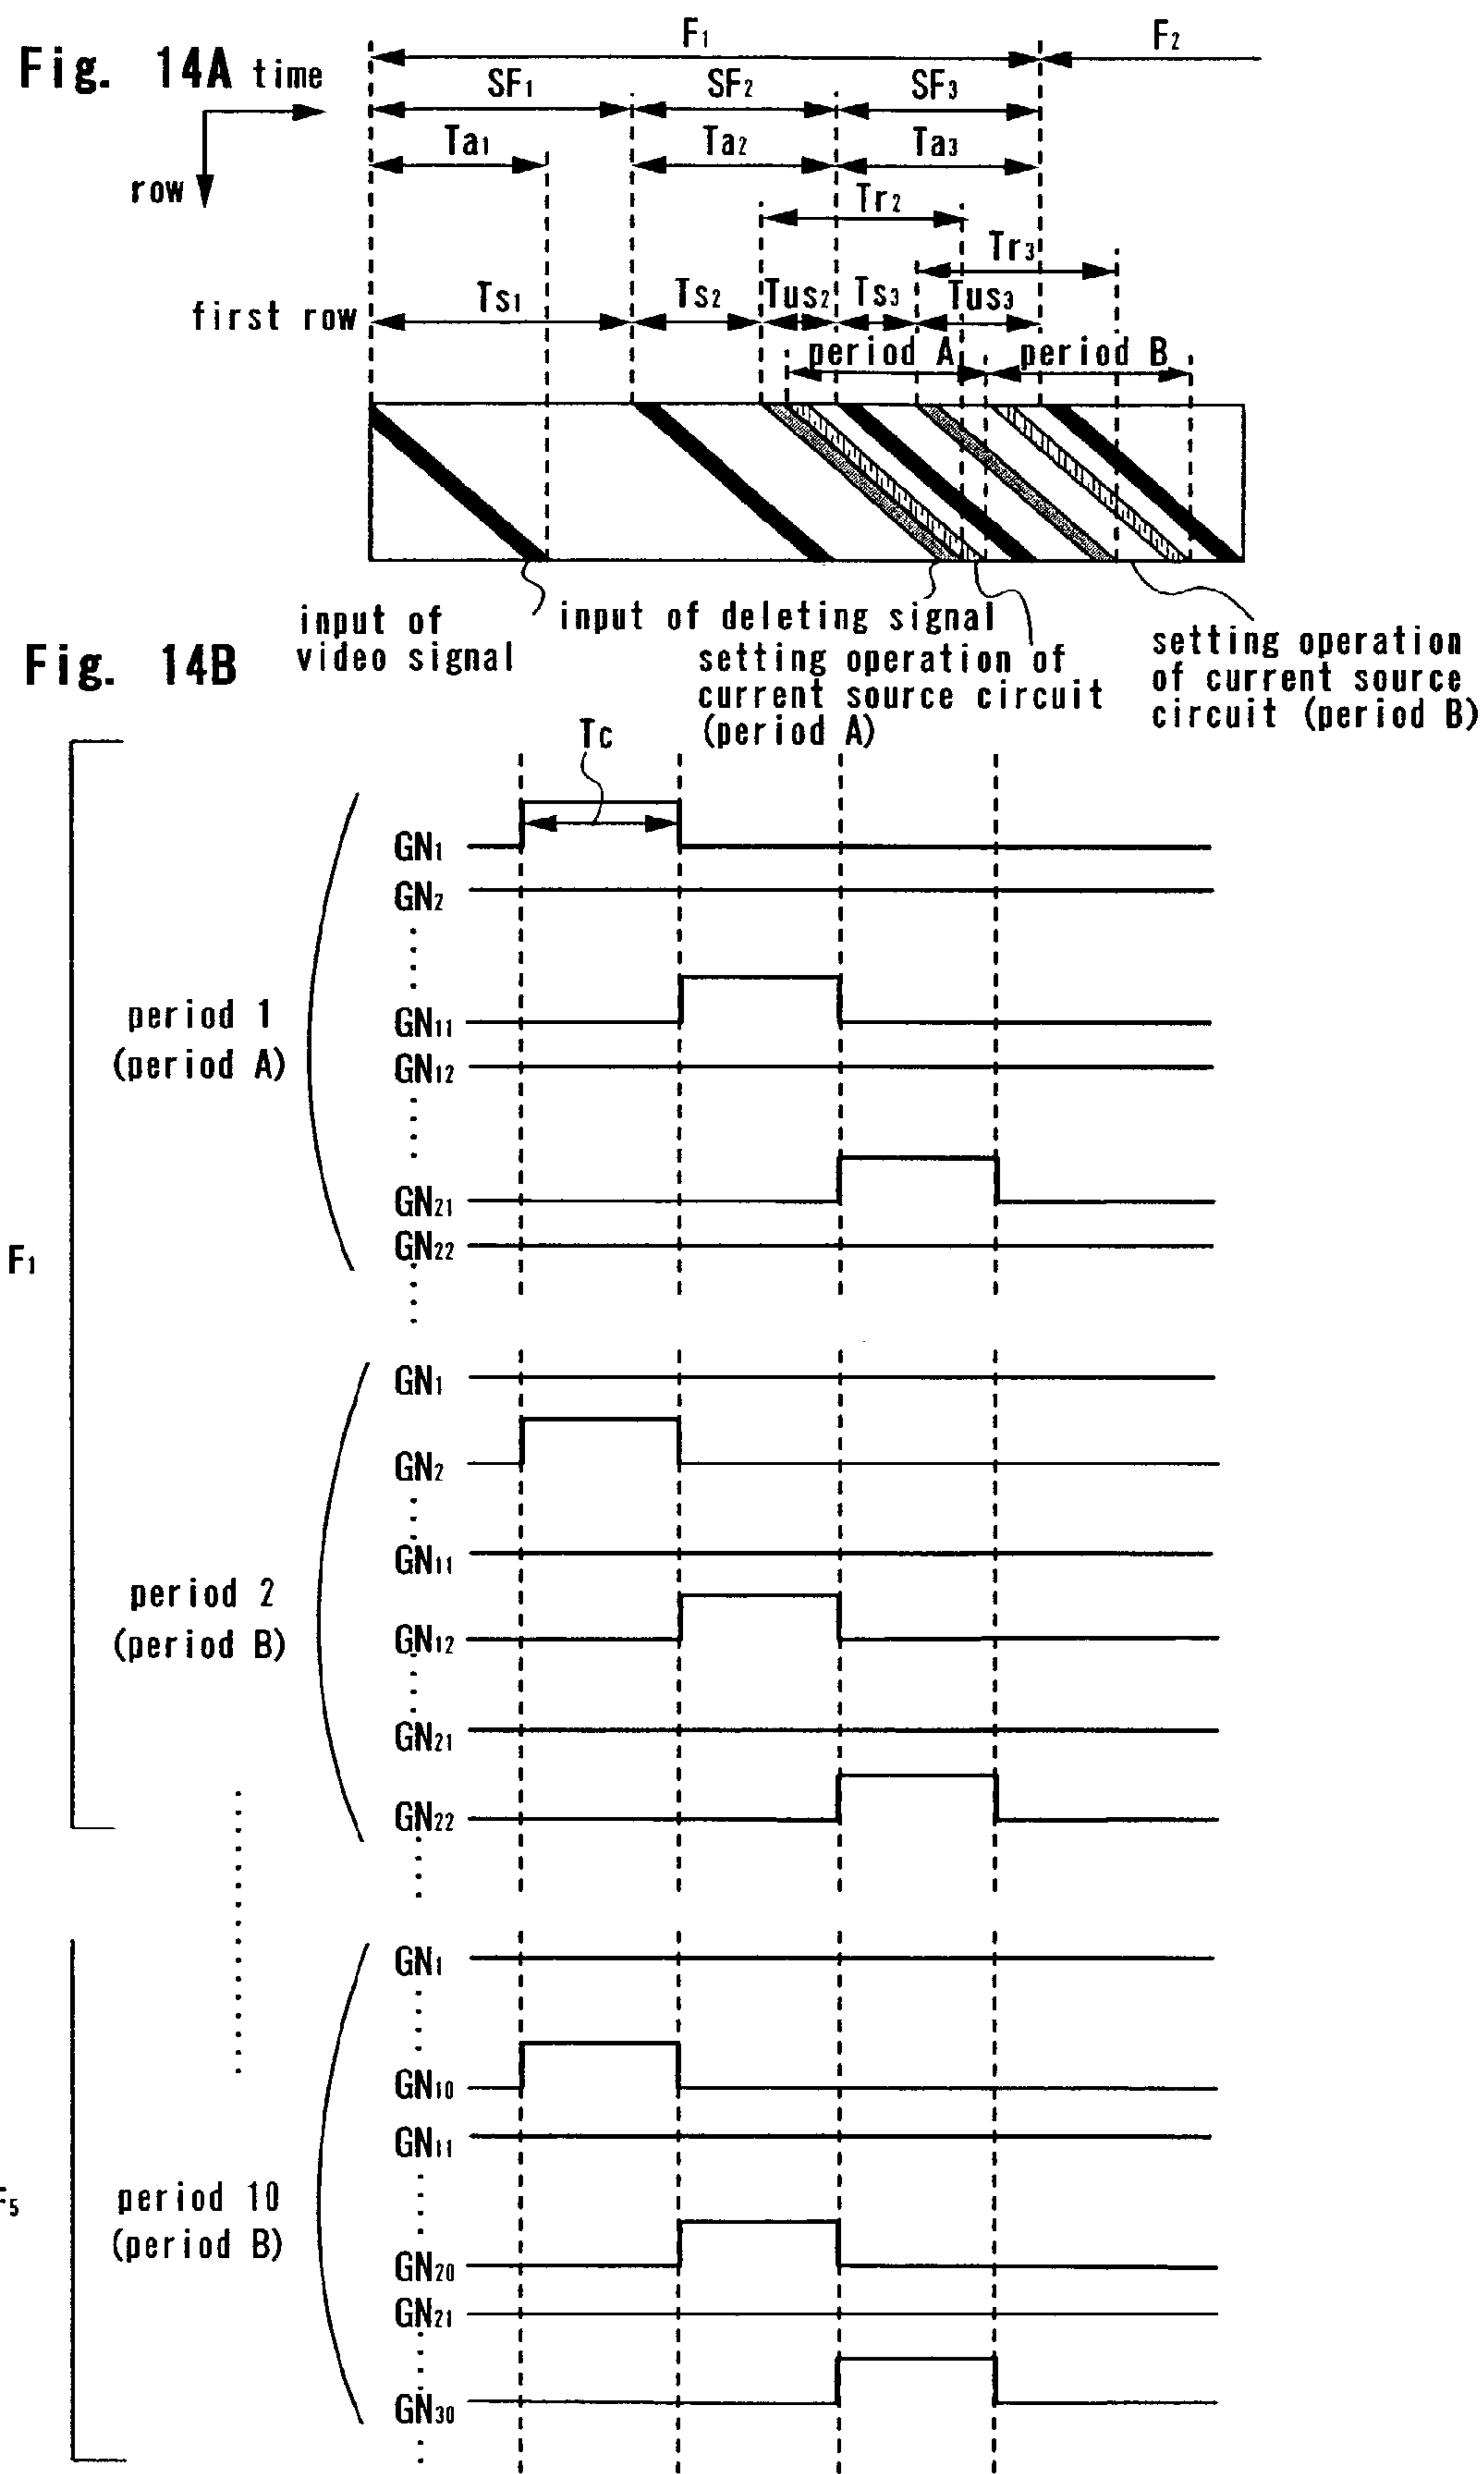 Fig. 14A
time
row
F1
F2
SF1
SF2
SF3
Ta1
Ta2
Ta3
Tr2
Tr3
first row
Ts1
Ts2
Tus2
Ts3
Tus3
period A
period B
input of
video signal
input of deleting signal
setting operation of
current source circuit
(period A)
setting operation
of current source
circuit (period B)
Fig. 14B
Tc
F1
period 1
(period A)
GN1
GN2
GN11
GN12
GN21
GN22
period 2
(period B)
GN1
GN2
GN11
GN12
GN21
GN22
F5
period 10
(period B)
GN1
GN10
GN11
GN20
GN21
GN30